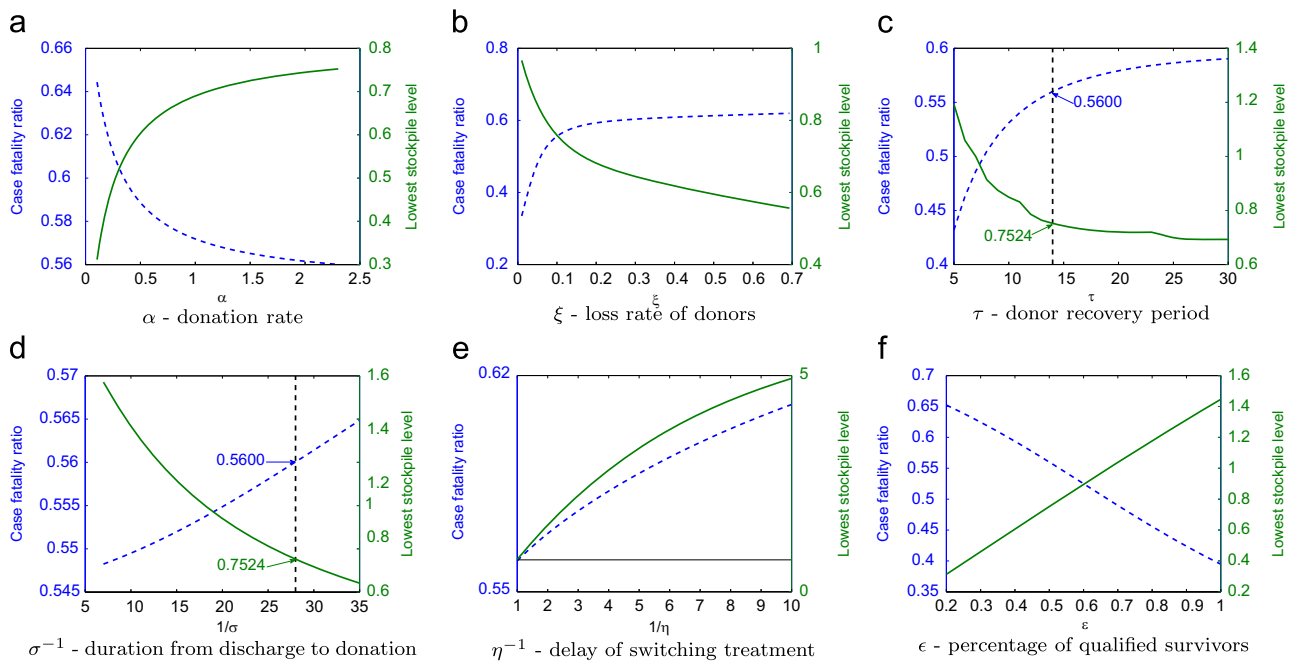 a
0.66
0.64
0.62
0.6
0.58
0.56
Case fatality ratio
0.8
0.7
0.6
0.5
0.4
0.3
Lowest stockpile level
0 0.5 1 1.5 2 2.5
α
α - donation rate
b
0.8
0.6
0.4
0.2
Case fatality ratio
1
0.8
0.6
0.4
Lowest stockpile level
0 0.1 0.2 0.3 0.4 0.5 0.6 0.7
ξ
ξ - loss rate of donors
c
0.6
0.55
0.5
0.45
0.4
Case fatality ratio
0.5600
0.7524
1.4
1.2
1
0.8
0.6
Lowest stockpile level
5 10 15 20 25 30
τ
τ - donor recovery period
d
0.57
0.565
0.56
0.555
0.55
0.545
Case fatality ratio
0.5600
0.7524
1.6
1.4
1.2
1
0.8
0.6
Lowest stockpile level
5 10 15 20 25 30 35
1/σ
σ⁻¹ - duration from discharge to donation
e
0.62
0.55
Case fatality ratio
5
0
Lowest stockpile level
1 2 3 4 5 6 7 8 9 10
1/η
η⁻¹ - delay of switching treatment
f
0.7
0.65
0.6
0.55
0.5
0.45
0.4
0.35
Case fatality ratio
1.6
1.4
1.2
1
0.8
0.6
0.4
0.2
Lowest stockpile level
0.2 0.3 0.4 0.5 0.6 0.7 0.8 0.9 1
ε
ϵ - percentage of qualified survivors